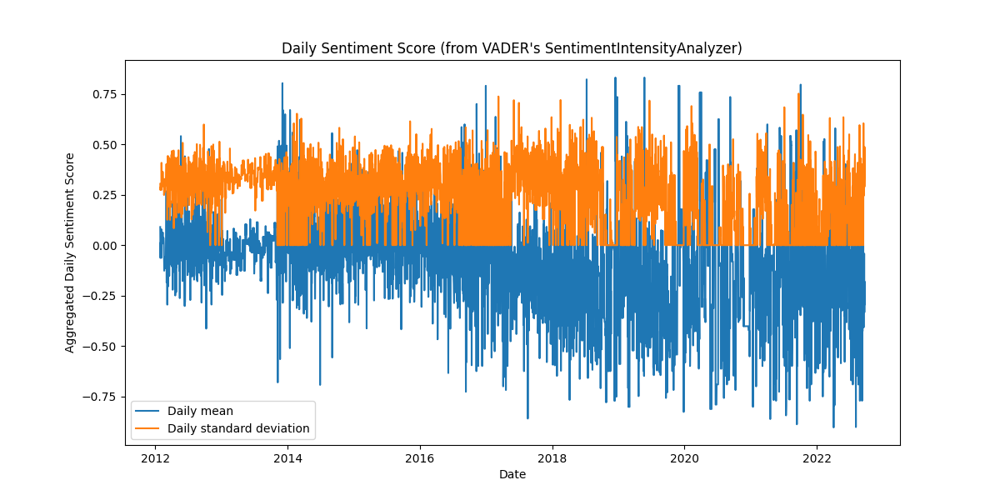 Daily Sentiment Score (from VADER's SentimentIntensityAnalyzer)
Aggregated Daily Sentiment Score
0.75
0.50
0.25
0.00
−0.25
−0.50
−0.75
Daily mean
Daily standard deviation
2012 2014 2016 2018 2020 2022
Date